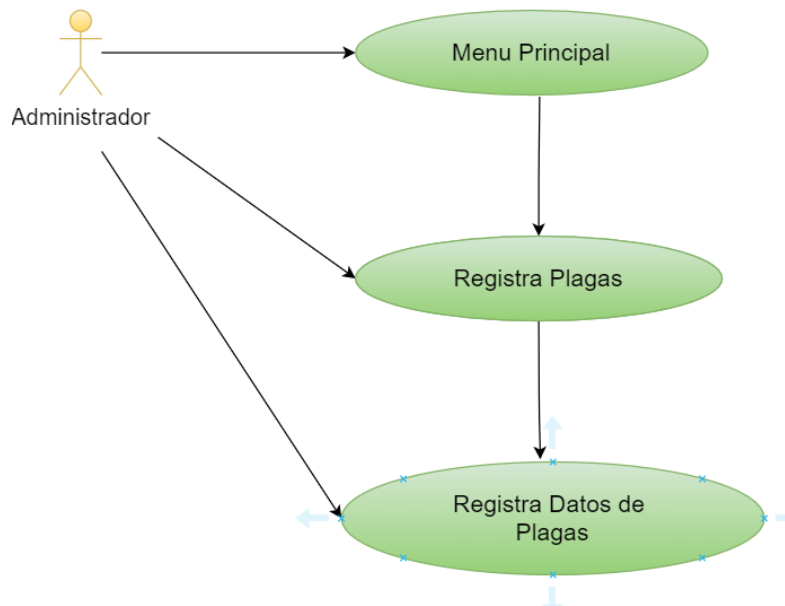 Menu Principal
Administrador
Registra Plagas
Registra Datos de
Plagas